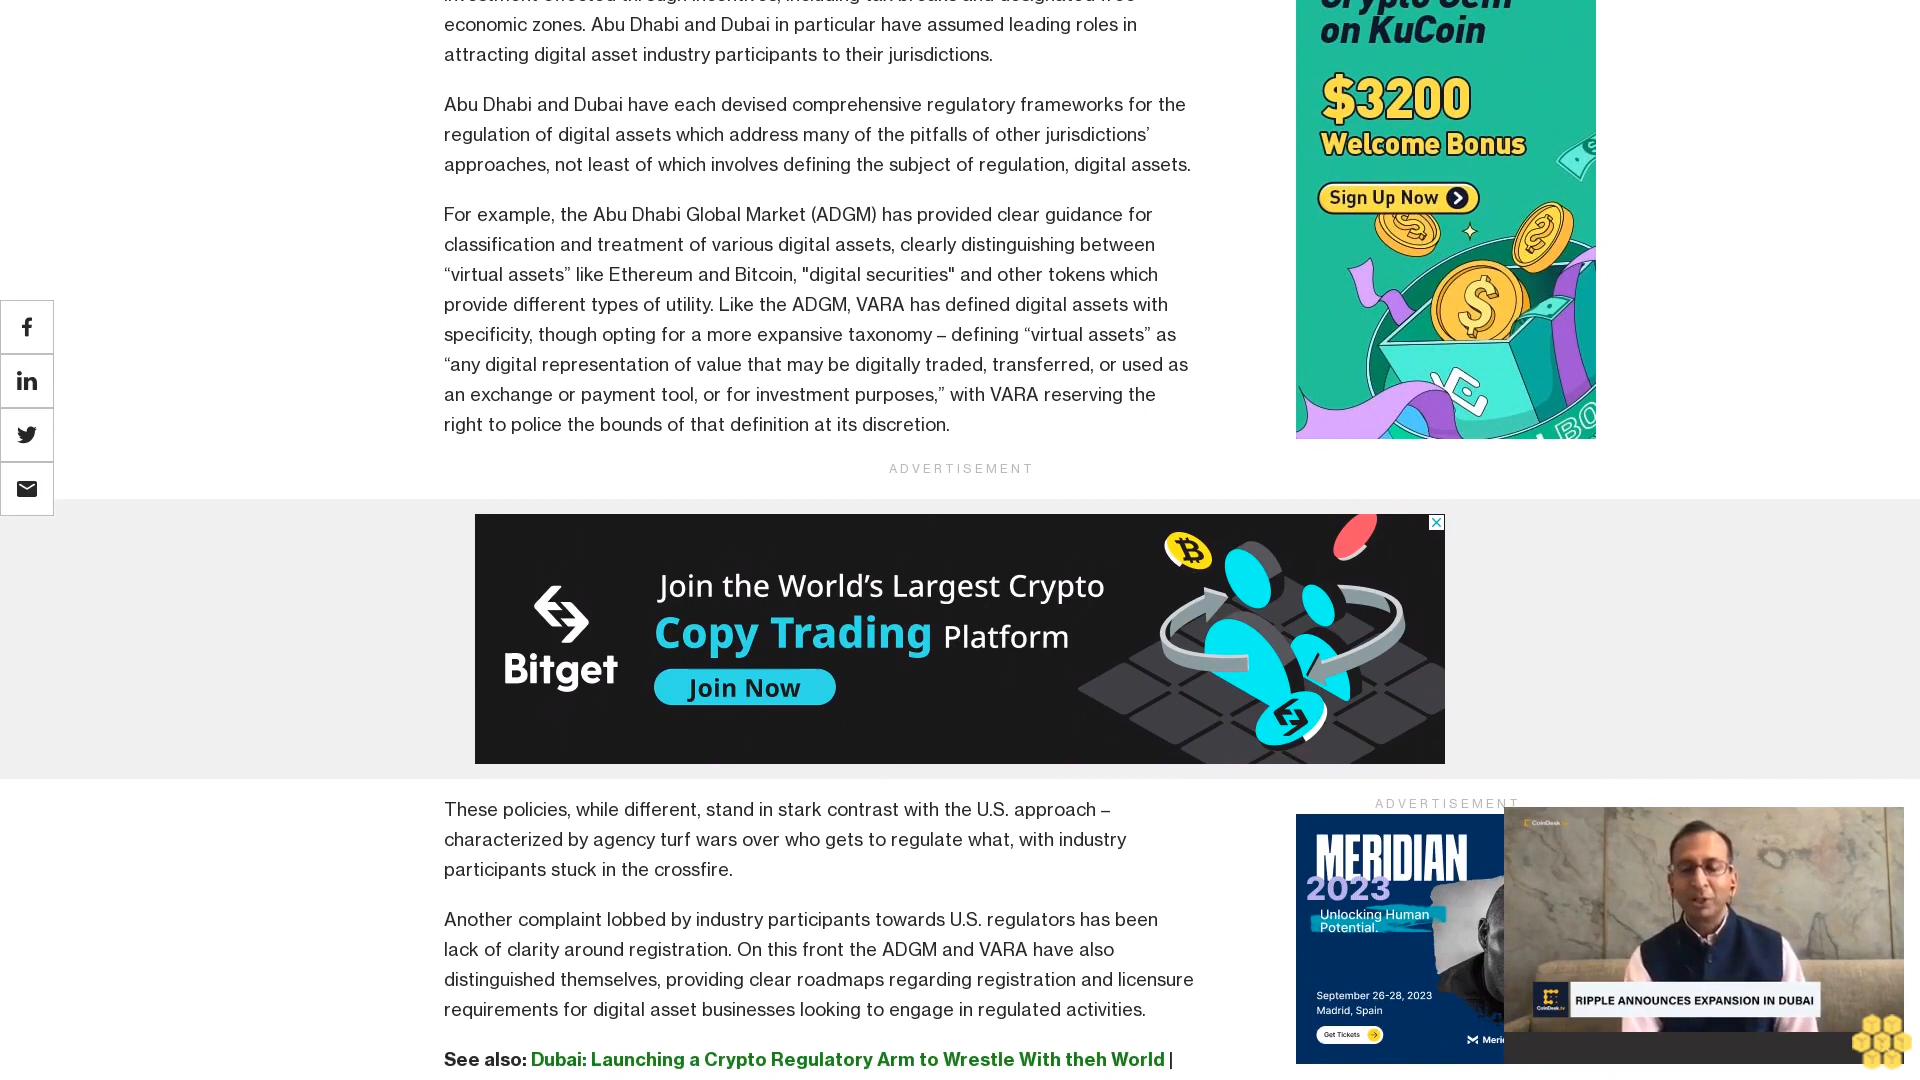 economic zones. Abu Dhabi and Dubai in particular have assumed leading roles in
attracting digital asset industry participants to their jurisdictions.
Abu Dhabi and Dubai have each devised comprehensive regulatory frameworks for the
regulation of digital assets which address many of the pitfalls of other jurisdictions’
approaches, not least of which involves defining the subject of regulation, digital assets.
For example, the Abu Dhabi Global Market (ADGM) has provided clear guidance for
classification and treatment of various digital assets, clearly distinguishing between
“virtual assets” like Ethereum and Bitcoin, "digital securities" and other tokens which
provide different types of utility. Like the ADGM, VARA has defined digital assets with
specificity, though opting for a more expansive taxonomy – defining “virtual assets” as
“any digital representation of value that may be digitally traded, transferred, or used as
an exchange or payment tool, or for investment purposes,” with VARA reserving the
right to police the bounds of that definition at its discretion.
on KuCoin
$3200
Welcome Bonus
Sign Up Now
ADVERTISEMENT
Bitget
Join the World’s Largest Crypto
Copy Trading Platform
Join Now
These policies, while different, stand in stark contrast with the U.S. approach –
characterized by agency turf wars over who gets to regulate what, with industry
participants stuck in the crossfire.
Another complaint lobbed by industry participants towards U.S. regulators has been
lack of clarity around registration. On this front the ADGM and VARA have also
distinguished themselves, providing clear roadmaps regarding registration and licensure
requirements for digital asset businesses looking to engage in regulated activities.
See also: Dubai: Launching a Crypto Regulatory Arm to Wrestle With theh World |
ADVERTISEMENT
MERIDIAN
2023
Unlocking Human
Potential.
September 26-28, 2023
Madrid, Spain
Get Tickets
CoinDesk
RIPPLE ANNOUNCES EXPANSION IN DUBAI